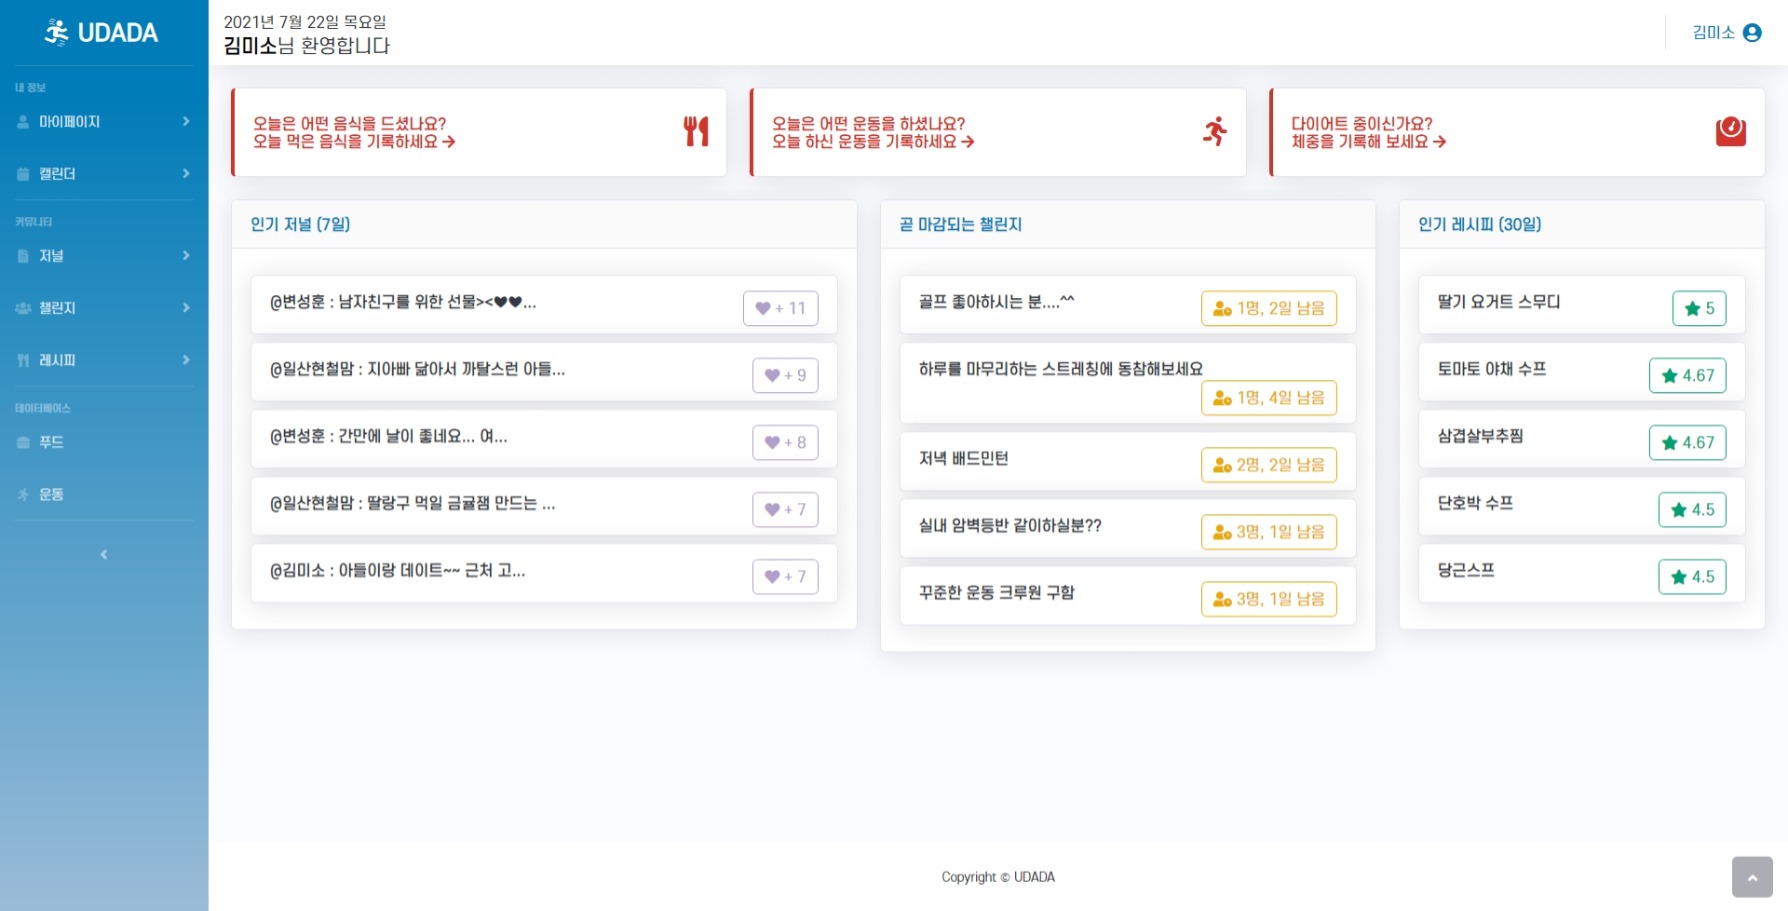 UDADA
내 정보
마이페이지
캘린더
커뮤니티
저널
챌린지
레시피
데이터베이스
푸드
운동
2021년 7월 22일 목요일
김미소님 환영합니다
김미소
오늘은 어떤 음식을 드셨나요?
오늘 먹은 음식을 기록하세요 →
오늘은 어떤 운동을 하셨나요?
오늘 하신 운동을 기록하세요 →
다이어트 중이신가요?
체중을 기록해 보세요 →
인기 저널 (7일)
@변성훈 : 남자친구를 위한 선물><♥♥...
♥ + 11
@일산현철맘 : 지아빠 닮아서 까탈스런 아들...
♥ + 9
@변성훈 : 간만에 날이 좋네요... 여...
♥ + 8
@일산현철맘 : 딸랑구 먹일 금귤잼 만드는 ...
♥ + 7
@김미소 : 아들이랑 데이트~~ 근처 고...
♥ + 7
곧 마감되는 챌린지
골프 좋아하시는 분....^^
1명, 2일 남음
하루를 마무리하는 스트레칭에 동참해보세요
1명, 4일 남음
저녁 배드민턴
2명, 2일 남음
실내 암벽등반 같이하실분??
3명, 1일 남음
꾸준한 운동 크루원 구함
3명, 1일 남음
인기 레시피 (30일)
딸기 요거트 스무디
★ 5
토마토 야채 수프
★ 4.67
삼겹살부추찜
★ 4.67
단호박 수프
★ 4.5
당근스프
★ 4.5
Copyright © UDADA